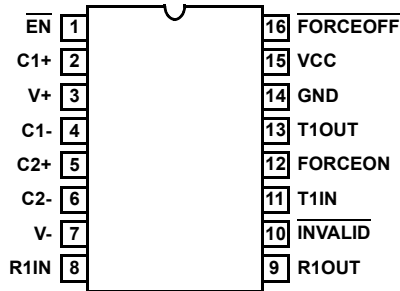 EN 1 16 FORCEOFF
C1+ 2 15 VCC
V+ 3 14 GND
C1- 4 13 T1OUT
C2+ 5 12 FORCEON
C2- 6 11 T1IN
V- 7 10 INVALID
R1IN 8 9 R1OUT